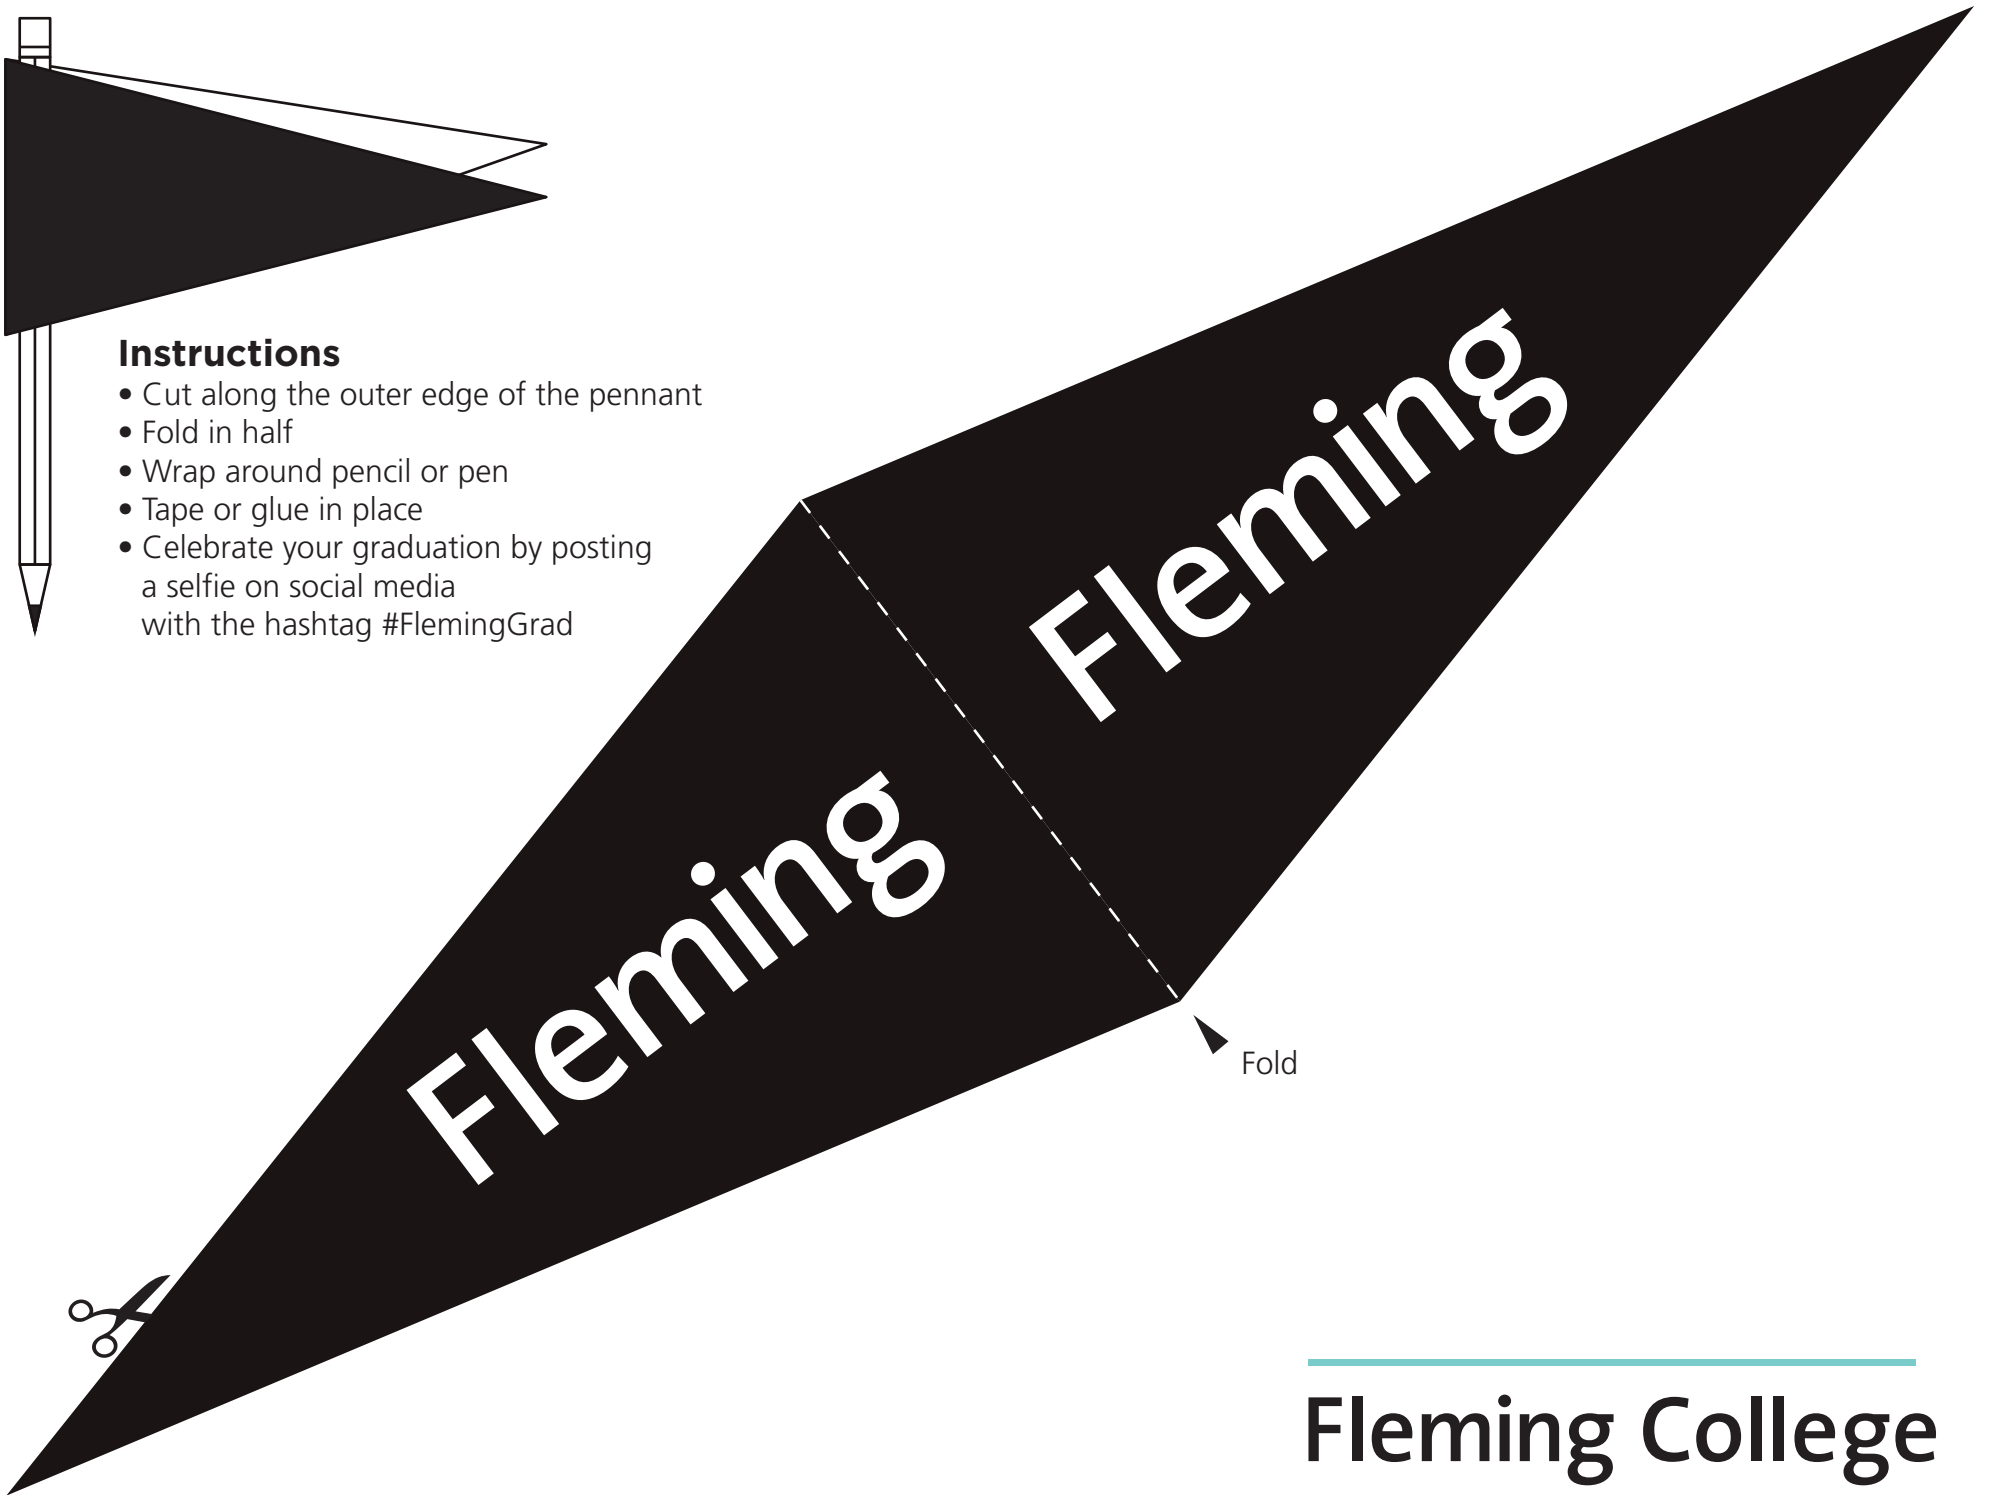 Instructions
• Cut along the outer edge of the pennant
• Fold in half
• Wrap around pencil or pen
• Tape or glue in place
• Celebrate your graduation by posting
a selfie on social media
with the hashtag #FlemingGrad
Fleming
Fleming
Fold
Fleming College